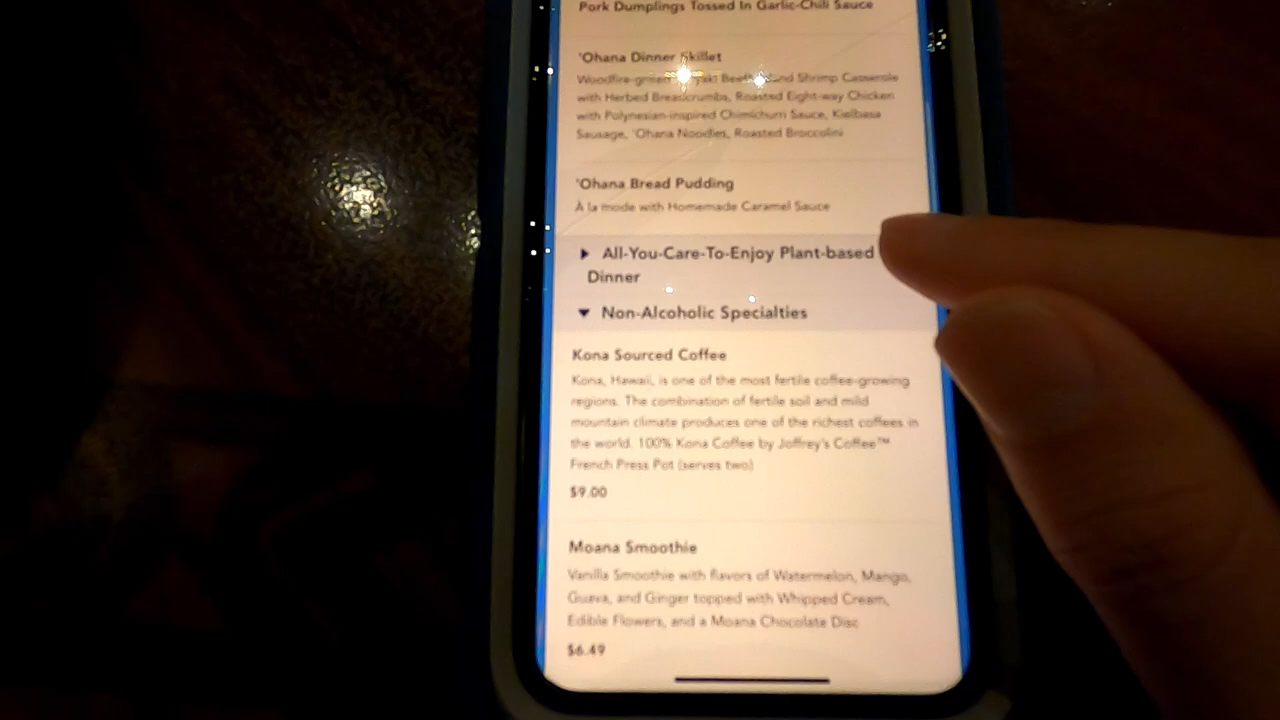 Pork Dumplings Tossed In Garlic-Chili Sauce
'Ohana Dinner Skillet
Woodfire-grilled Teriyaki Beef, Island Shrimp Casserole
with Herbed Breadcrumbs, Roasted Eight-way Chicken
with Polynesian-inspired Chimichurri Sauce, Kielbasa
Sausage, 'Ohana Noodles, Roasted Broccolini
'Ohana Bread Pudding
À la mode with Homemade Caramel Sauce
All-You-Care-To-Enjoy Plant-based
Dinner
Non-Alcoholic Specialties
Kona Sourced Coffee
Kona, Hawaii, is one of the most fertile coffee-growing
regions. The combination of fertile soil and mild
mountain climate produces one of the richest coffees in
the world. 100% Kona Coffee by Joffrey's Coffee™
French Press Pot (serves two)
$9.00
Moana Smoothie
Vanilla Smoothie with flavors of Watermelon, Mango,
Guava, and Ginger topped with Whipped Cream,
Edible Flowers, and a Moana Chocolate Disc
$6.49